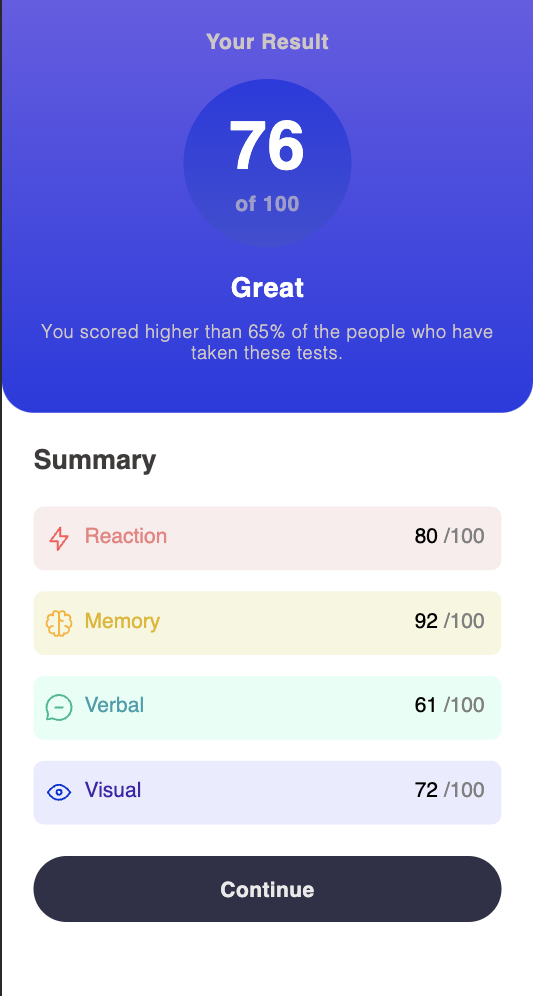 Your Result
76
of 100
Great
You scored higher than 65% of the people who have
taken these tests.
Summary
Reaction 80 /100
Memory 92 /100
Verbal 61 /100
Visual 72 /100
Continue